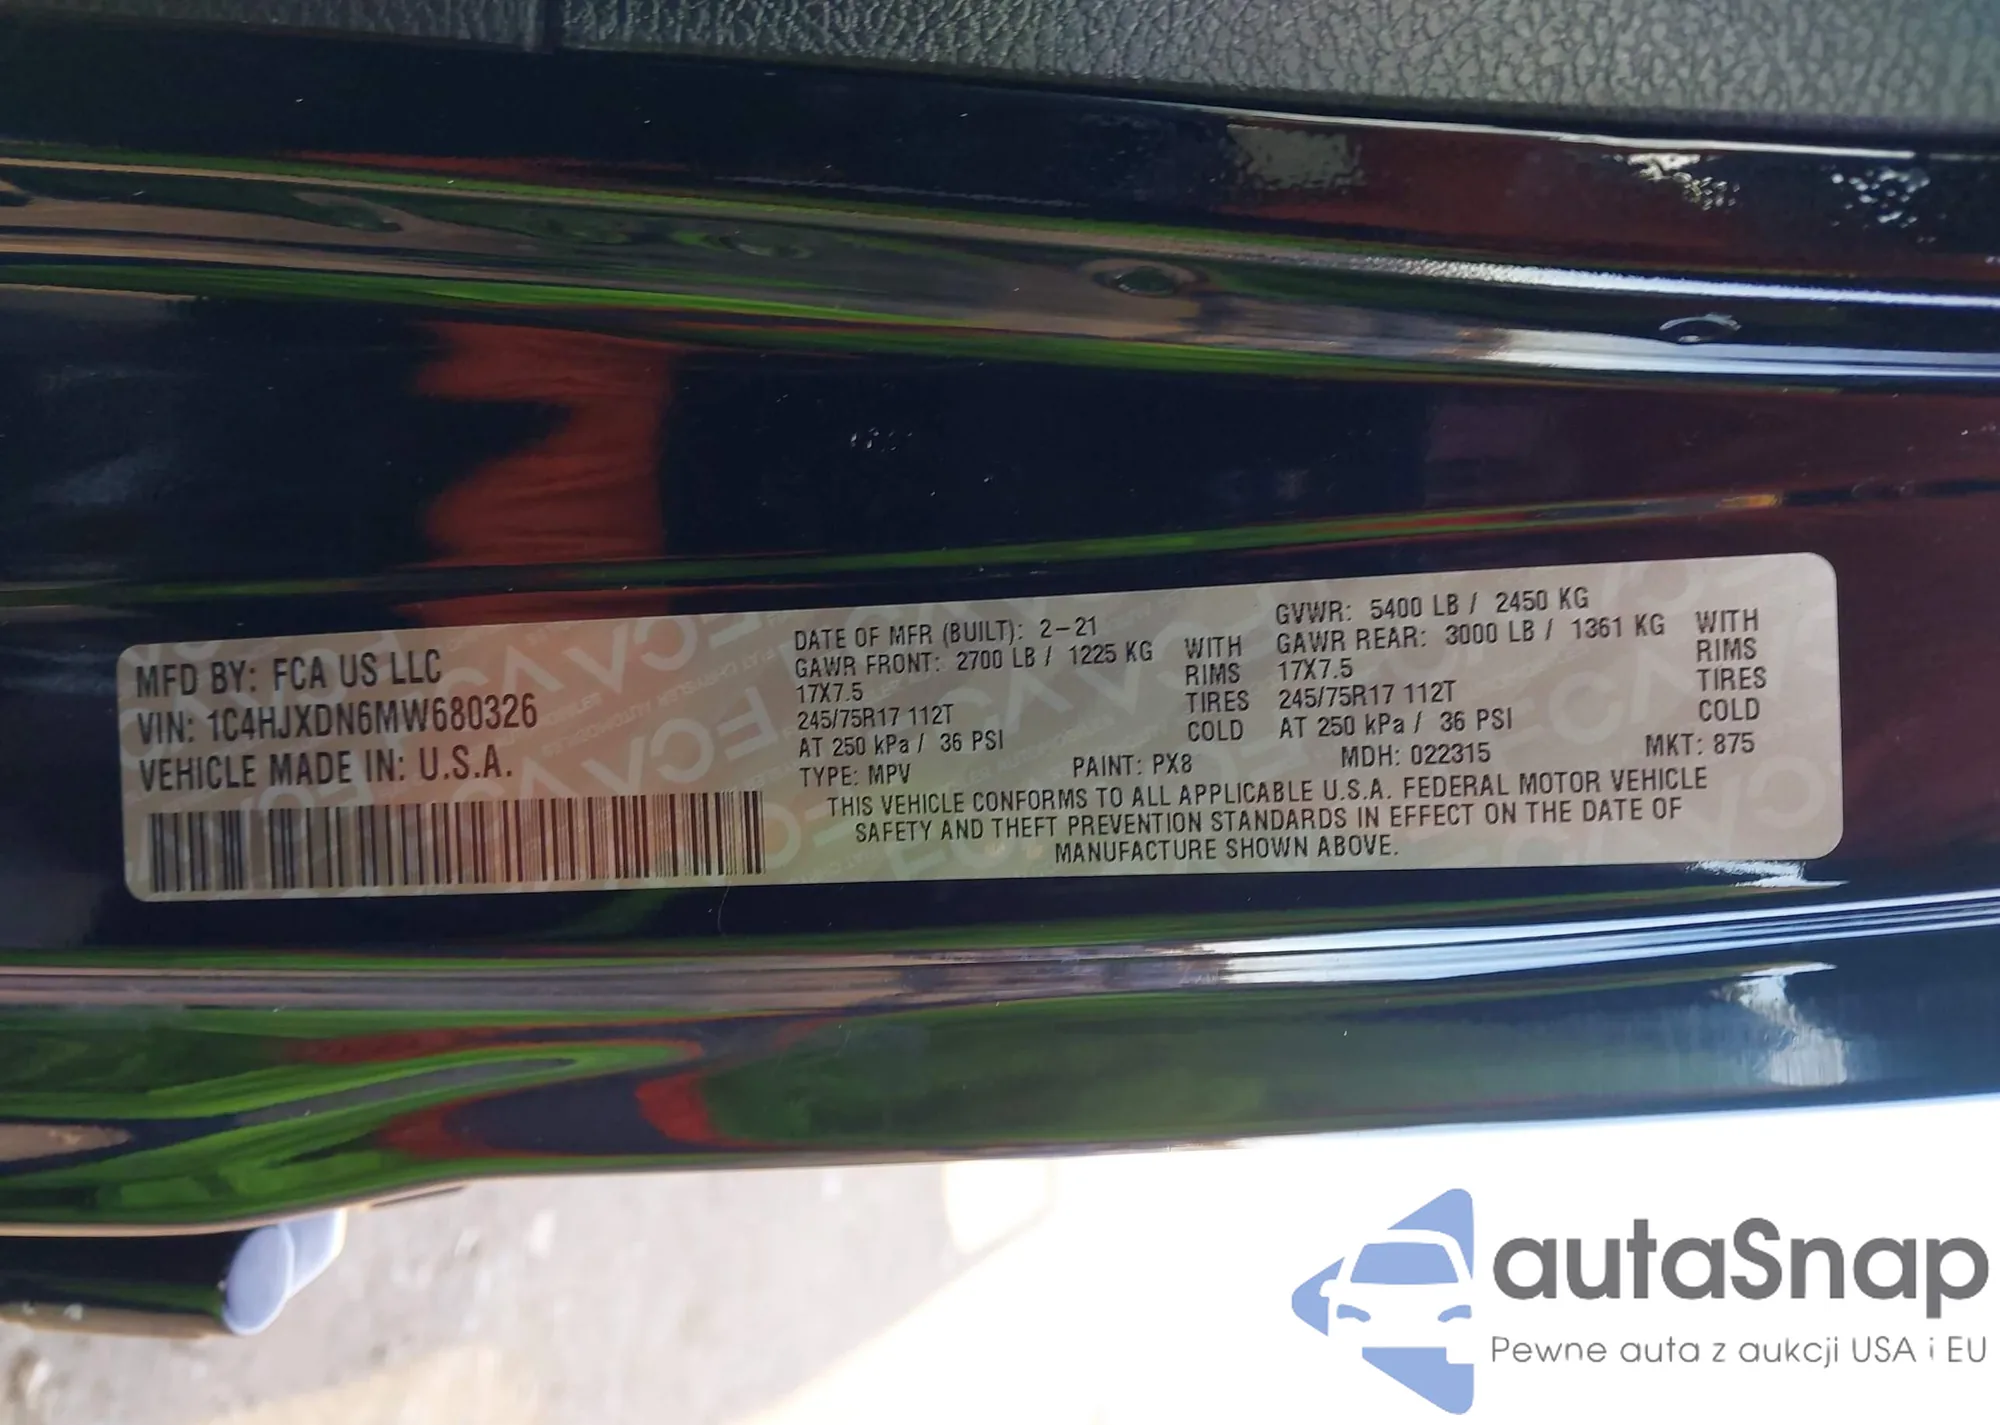 MFD BY: FCA US LLC
VIN: 1C4HJXDN6MW680326
VEHICLE MADE IN: U.S.A.
DATE OF MFR (BUILT): 2-21
GAWR FRONT: 2700 LB / 1225 KG WITH
17X7.5 RIMS
245/75R17 112T TIRES
AT 250 kPa / 36 PSI COLD
GVWR: 5400 LB / 2450 KG
GAWR REAR: 3000 LB / 1361 KG WITH
17X7.5 RIMS
245/75R17 112T TIRES
AT 250 kPa / 36 PSI COLD
TYPE: MPV PAINT: PX8 MDH: 022315 MKT: 875
THIS VEHICLE CONFORMS TO ALL APPLICABLE U.S.A. FEDERAL MOTOR VEHICLE
SAFETY AND THEFT PREVENTION STANDARDS IN EFFECT ON THE DATE OF
MANUFACTURE SHOWN ABOVE.
autaSnap
Pewne auta z aukcji USA i EU